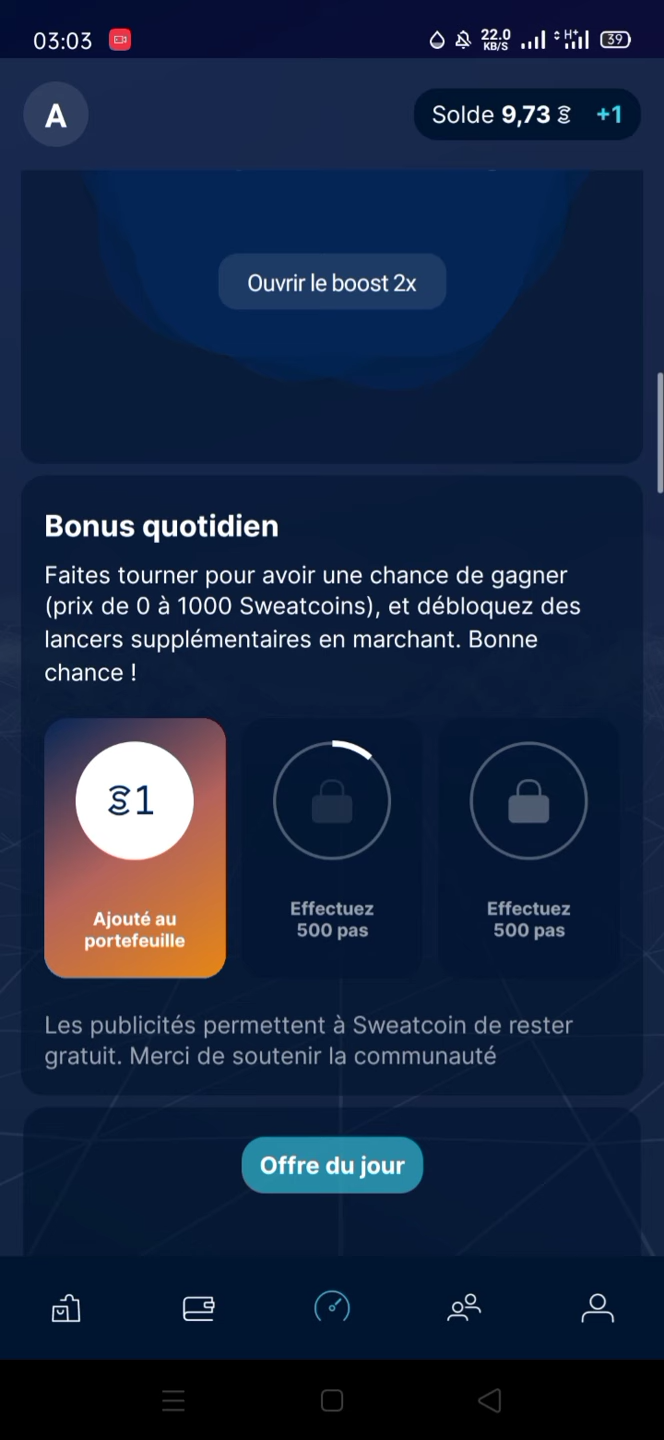 03:03
22.0
KB/S
H+
39
A
Solde 9,73 +1
Ouvrir le boost 2x
Bonus quotidien
Faites tourner pour avoir une chance de gagner
(prix de 0 à 1000 Sweatcoins), et débloquez des
lancers supplémentaires en marchant. Bonne
chance !
1
Ajouté au
portefeuille
Effectuez
500 pas
Effectuez
500 pas
Les publicités permettent à Sweatcoin de rester
gratuit. Merci de soutenir la communauté
Offre du jour